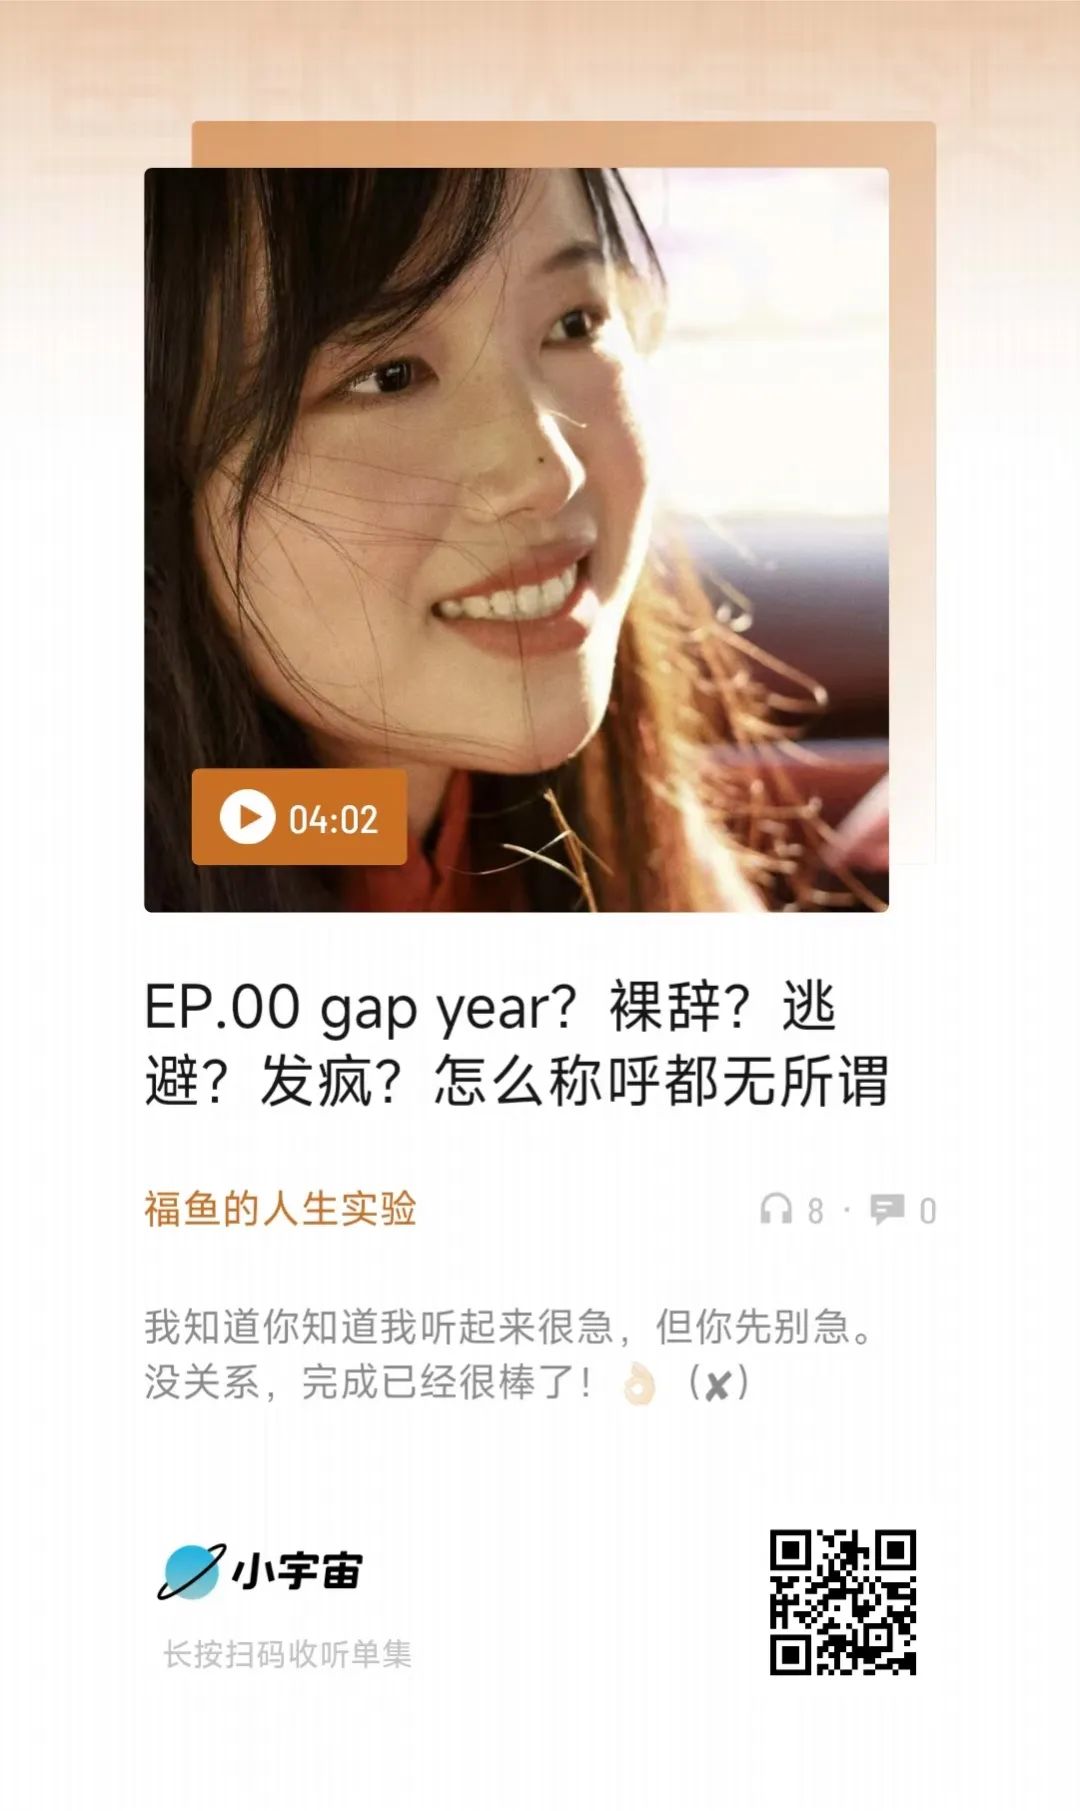 04:02
EP.00 gap year？裸辞？逃
避？发疯？怎么称呼都无所谓
福鱼的人生实验
8 · 0
我知道你知道我听起来很急，但你先别急。
没关系，完成已经很棒了！👌🏻（✘）
小宇宙
长按扫码收听单集